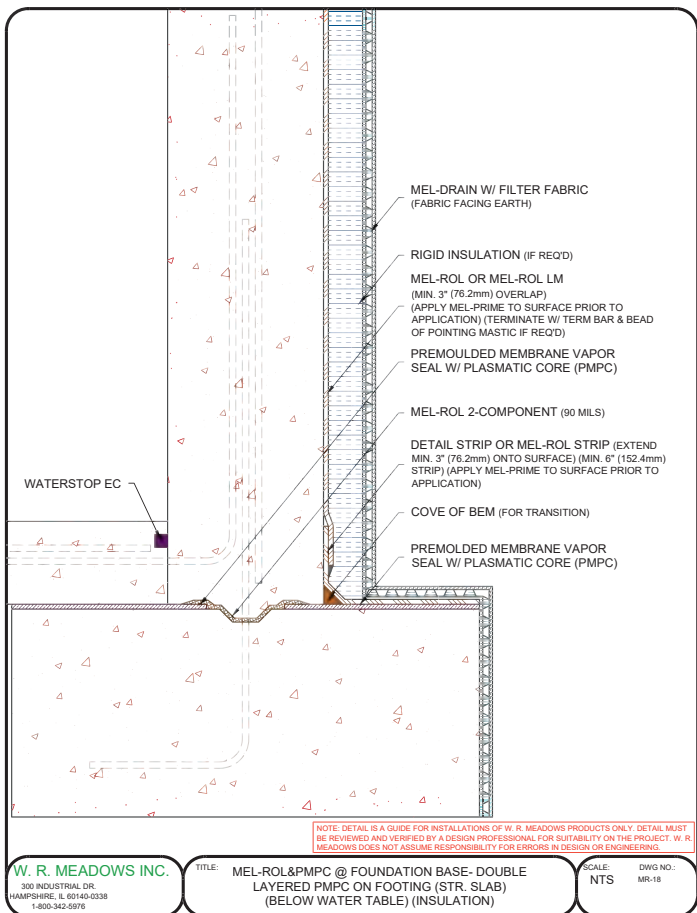 MEL-DRAIN W/ FILTER FABRIC
(FABRIC FACING EARTH)
RIGID INSULATION (IF REQ'D)
MEL-ROL OR MEL-ROL LM
(MIN. 3" (76.2mm) OVERLAP)
(APPLY MEL-PRIME TO SURFACE PRIOR TO
APPLICATION) (TERMINATE W/ TERM BAR & BEAD
OF POINTING MASTIC IF REQ'D)
PREMOULDED MEMBRANE VAPOR
SEAL W/ PLASMATIC CORE (PMPC)
MEL-ROL 2-COMPONENT (90 MILS)
DETAIL STRIP OR MEL-ROL STRIP (EXTEND
MIN. 3" (76.2mm) ONTO SURFACE) (MIN. 6" (152.4mm)
STRIP) (APPLY MEL-PRIME TO SURFACE PRIOR TO
APPLICATION)
WATERSTOP EC
COVE OF BEM (FOR TRANSITION)
PREMOLDED MEMBRANE VAPOR
SEAL W/ PLASMATIC CORE (PMPC)
NOTE: DETAIL IS A GUIDE FOR INSTALLATIONS OF W. R. MEADOWS PRODUCTS ONLY. DETAIL MUST
BE REVIEWED AND VERIFIED BY A DESIGN PROFESSIONAL FOR SUITABILITY ON THE PROJECT. W. R.
MEADOWS DOES NOT ASSUME RESPONSIBILITY FOR ERRORS IN DESIGN OR ENGINEERING.
W. R. MEADOWS INC.
300 INDUSTRIAL DR.
HAMPSHIRE, IL 60140-0338
1-800-342-5976
TITLE: MEL-ROL&PMPC @ FOUNDATION BASE- DOUBLE
LAYERED PMPC ON FOOTING (STR. SLAB)
(BELOW WATER TABLE) (INSULATION)
SCALE:
NTS
DWG NO.:
MR-18